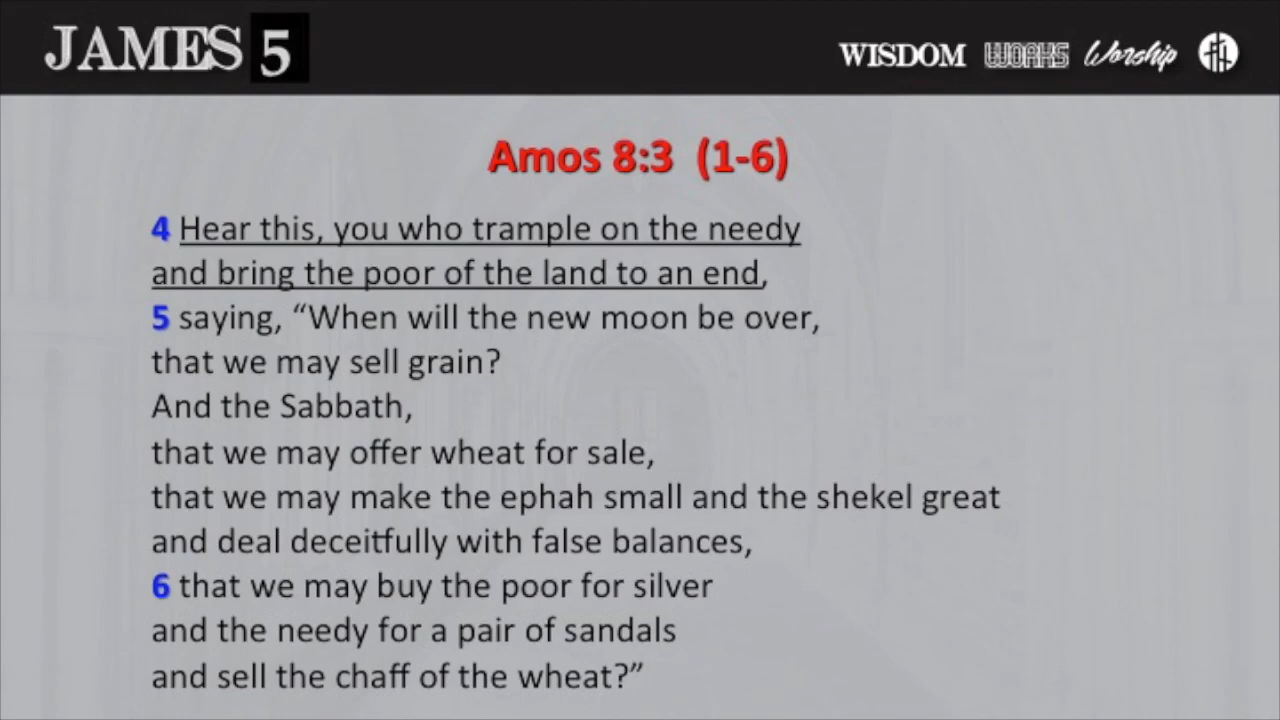 JAMES 5
WISDOM WORKS Worship
Amos 8:3 (1-6)
4 Hear this, you who trample on the needy
and bring the poor of the land to an end,
5 saying, “When will the new moon be over,
that we may sell grain?
And the Sabbath,
that we may offer wheat for sale,
that we may make the ephah small and the shekel great
and deal deceitfully with false balances,
6 that we may buy the poor for silver
and the needy for a pair of sandals
and sell the chaff of the wheat?”